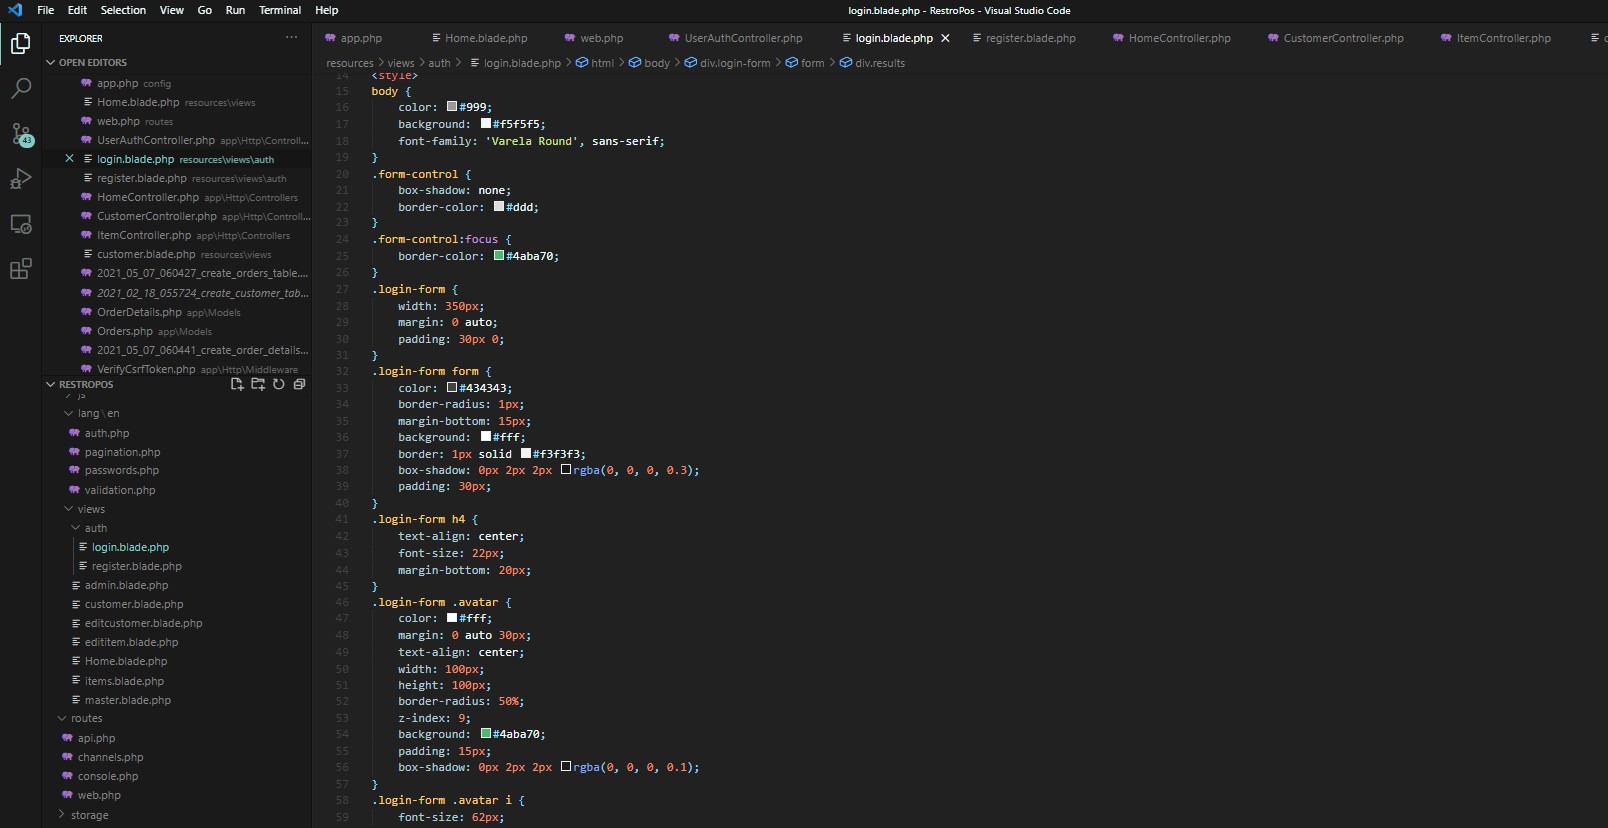 File Edit Selection View Go Run Terminal Help
login.blade.php - RestroPos - Visual Studio Code
EXPLORER
OPEN EDITORS
app.php config
Home.blade.php resources\views
web.php routes
UserAuthController.php app\Http\Controll...
login.blade.php resources\views\auth
register.blade.php resources\views\auth
HomeController.php app\Http\Controllers
CustomerController.php app\Http\Controll...
ItemController.php app\Http\Controllers
customer.blade.php resources\views
2021_05_07_060427_create_orders_table....
2021_02_18_055724_create_customer_tab...
OrderDetails.php app\Models
Orders.php app\Models
2021_05_07_060441_create_order_details...
VerifyCsrfToken.php app\Http\Middleware
RESTROPOS
js
lang \ en
auth.php
pagination.php
passwords.php
validation.php
views
auth
login.blade.php
register.blade.php
admin.blade.php
customer.blade.php
editcustomer.blade.php
edititem.blade.php
Home.blade.php
items.blade.php
master.blade.php
routes
api.php
channels.php
console.php
web.php
storage
43
app.php Home.blade.php web.php UserAuthController.php login.blade.php register.blade.php HomeController.php CustomerController.php ItemController.php
resources > views > auth > login.blade.php > html > body > div.login-form > form > div.results
14 <style>
15 body {
16 color: #999;
17 background: #f5f5f5;
18 font-family: 'Varela Round', sans-serif;
19 }
20 .form-control {
21 box-shadow: none;
22 border-color: #ddd;
23 }
24 .form-control:focus {
25 border-color: #4aba70;
26 }
27 .login-form {
28 width: 350px;
29 margin: 0 auto;
30 padding: 30px 0;
31 }
32 .login-form form {
33 color: #434343;
34 border-radius: 1px;
35 margin-bottom: 15px;
36 background: #fff;
37 border: 1px solid #f3f3f3;
38 box-shadow: 0px 2px 2px rgba(0, 0, 0, 0.3);
39 padding: 30px;
40 }
41 .login-form h4 {
42 text-align: center;
43 font-size: 22px;
44 margin-bottom: 20px;
45 }
46 .login-form .avatar {
47 color: #fff;
48 margin: 0 auto 30px;
49 text-align: center;
50 width: 100px;
51 height: 100px;
52 border-radius: 50%;
53 z-index: 9;
54 background: #4aba70;
55 padding: 15px;
56 box-shadow: 0px 2px 2px rgba(0, 0, 0, 0.1);
57 }
58 .login-form .avatar i {
59 font-size: 62px;